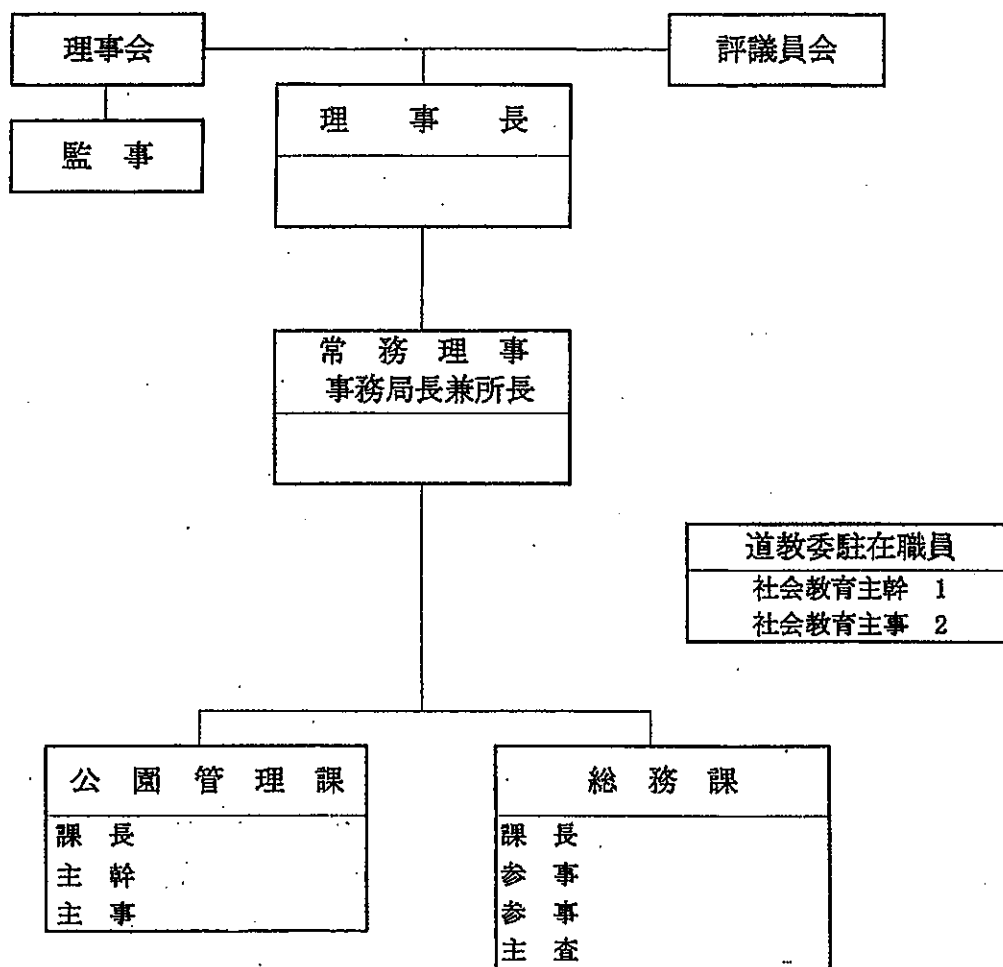 理事会
評議員会
監 事
理 事 長
常 務 理 事
事務局長兼所長
道教委駐在職員
社会教育主幹 1
社会教育主事 2
公 園 管 理 課
課 長
主 幹
主 事
総 務 課
課 長
参 事
参 事
主 査